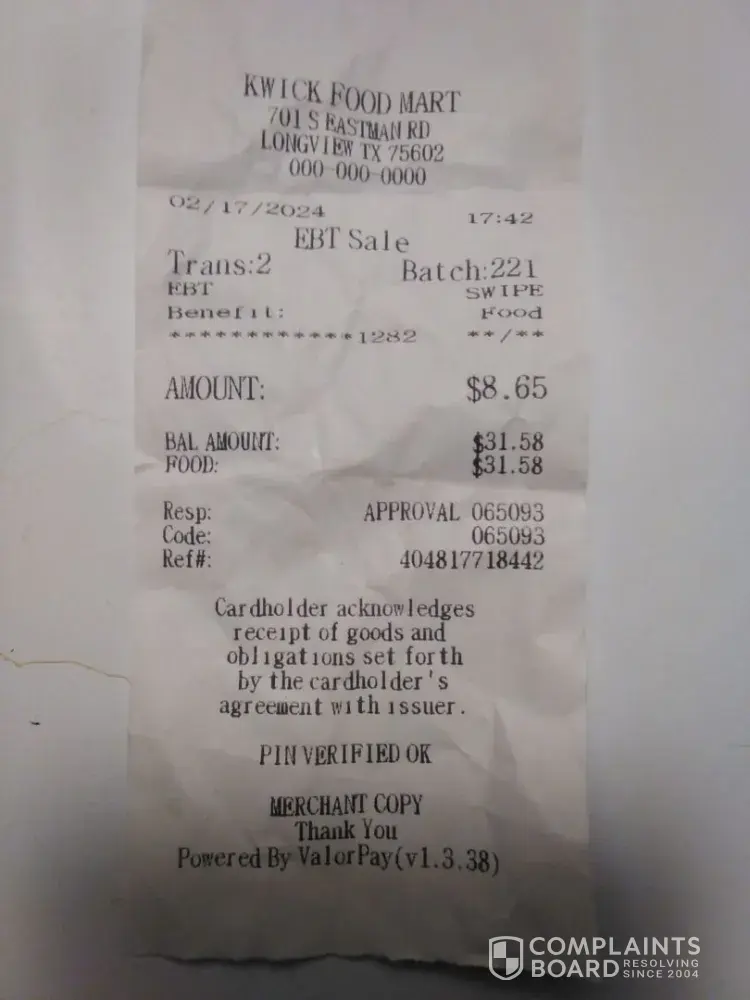 KWICK FOOD MART
701 S EASTMAN RD
LONGVIEW TX 75602
000-000-0000
02/17/2024 17:42
EBT Sale
Trans:2 Batch:221
EBT SWIPE
Benefit: Food
************1282 **/**
AMOUNT: $8.65
BAL AMOUNT: $31.58
FOOD: $31.58
Resp: APPROVAL 065093
Code: 065093
Ref#: 404817718442
Cardholder acknowledges
receipt of goods and
obligations set forth
by the cardholder's
agreement with issuer.
PIN VERIFIED OK
MERCHANT COPY
Thank You
Powered By ValorPay(v1.3.38)
COMPLAINTS
BOARD RESOLVING
SINCE 2004